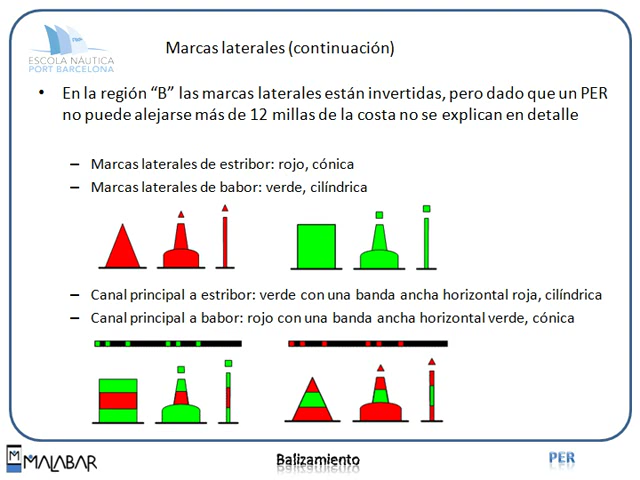 ESCOLA NÀUTICA
PORT BARCELONA
Marcas laterales (continuación)
• En la región “B” las marcas laterales están invertidas, pero dado que un PER
no puede alejarse más de 12 millas de la costa no se explican en detalle
– Marcas laterales de estribor: rojo, cónica
– Marcas laterales de babor: verde, cilíndrica
– Canal principal a estribor: verde con una banda ancha horizontal roja, cilíndrica
– Canal principal a babor: rojo con una banda ancha horizontal verde, cónica
MALABAR
Balizamiento
PER